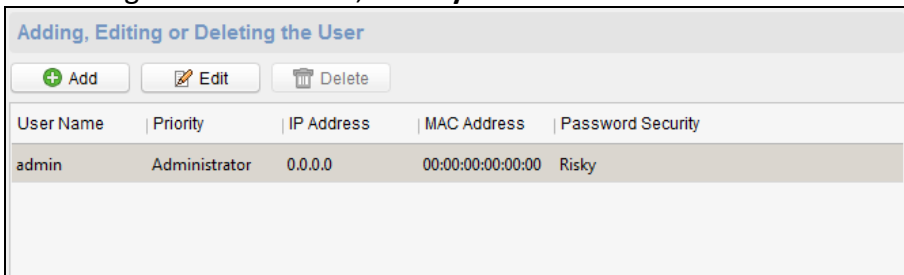 Adding, Editing or Deleting the User
Add Edit Delete
User Name Priority IP Address MAC Address Password Security
admin Administrator 0.0.0.0 00:00:00:00:00:00 Risky